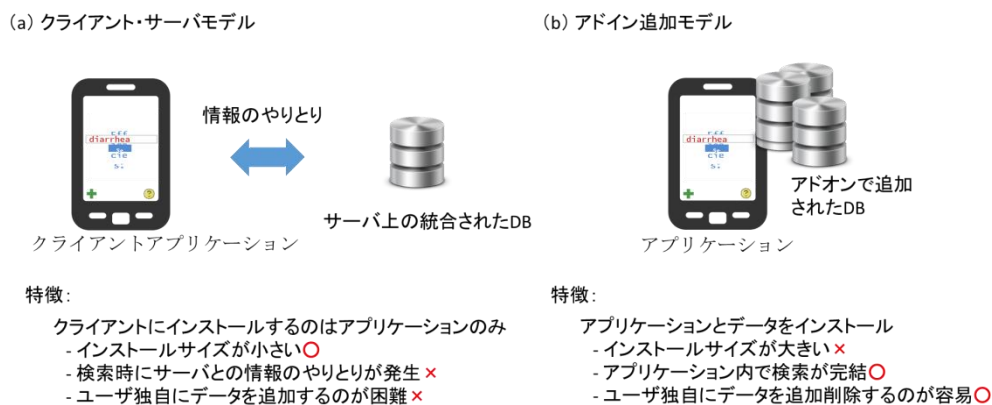 (a) クライアント・サーバモデル
情報のやりとり
diarrhea
cie
サーバ上の統合されたDB
クライアントアプリケーション
特徴:
クライアントにインストールするのはアプリケーションのみ
- インストールサイズが小さい○
- 検索時にサーバとの情報のやりとりが発生×
- ユーザ独自にデータを追加するのが困難×
(b) アドイン追加モデル
diarrhea
cie
アドオンで追加
されたDB
アプリケーション
特徴:
アプリケーションとデータをインストール
- インストールサイズが大きい×
- アプリケーション内で検索が完結○
- ユーザ独自にデータを追加削除するのが容易○